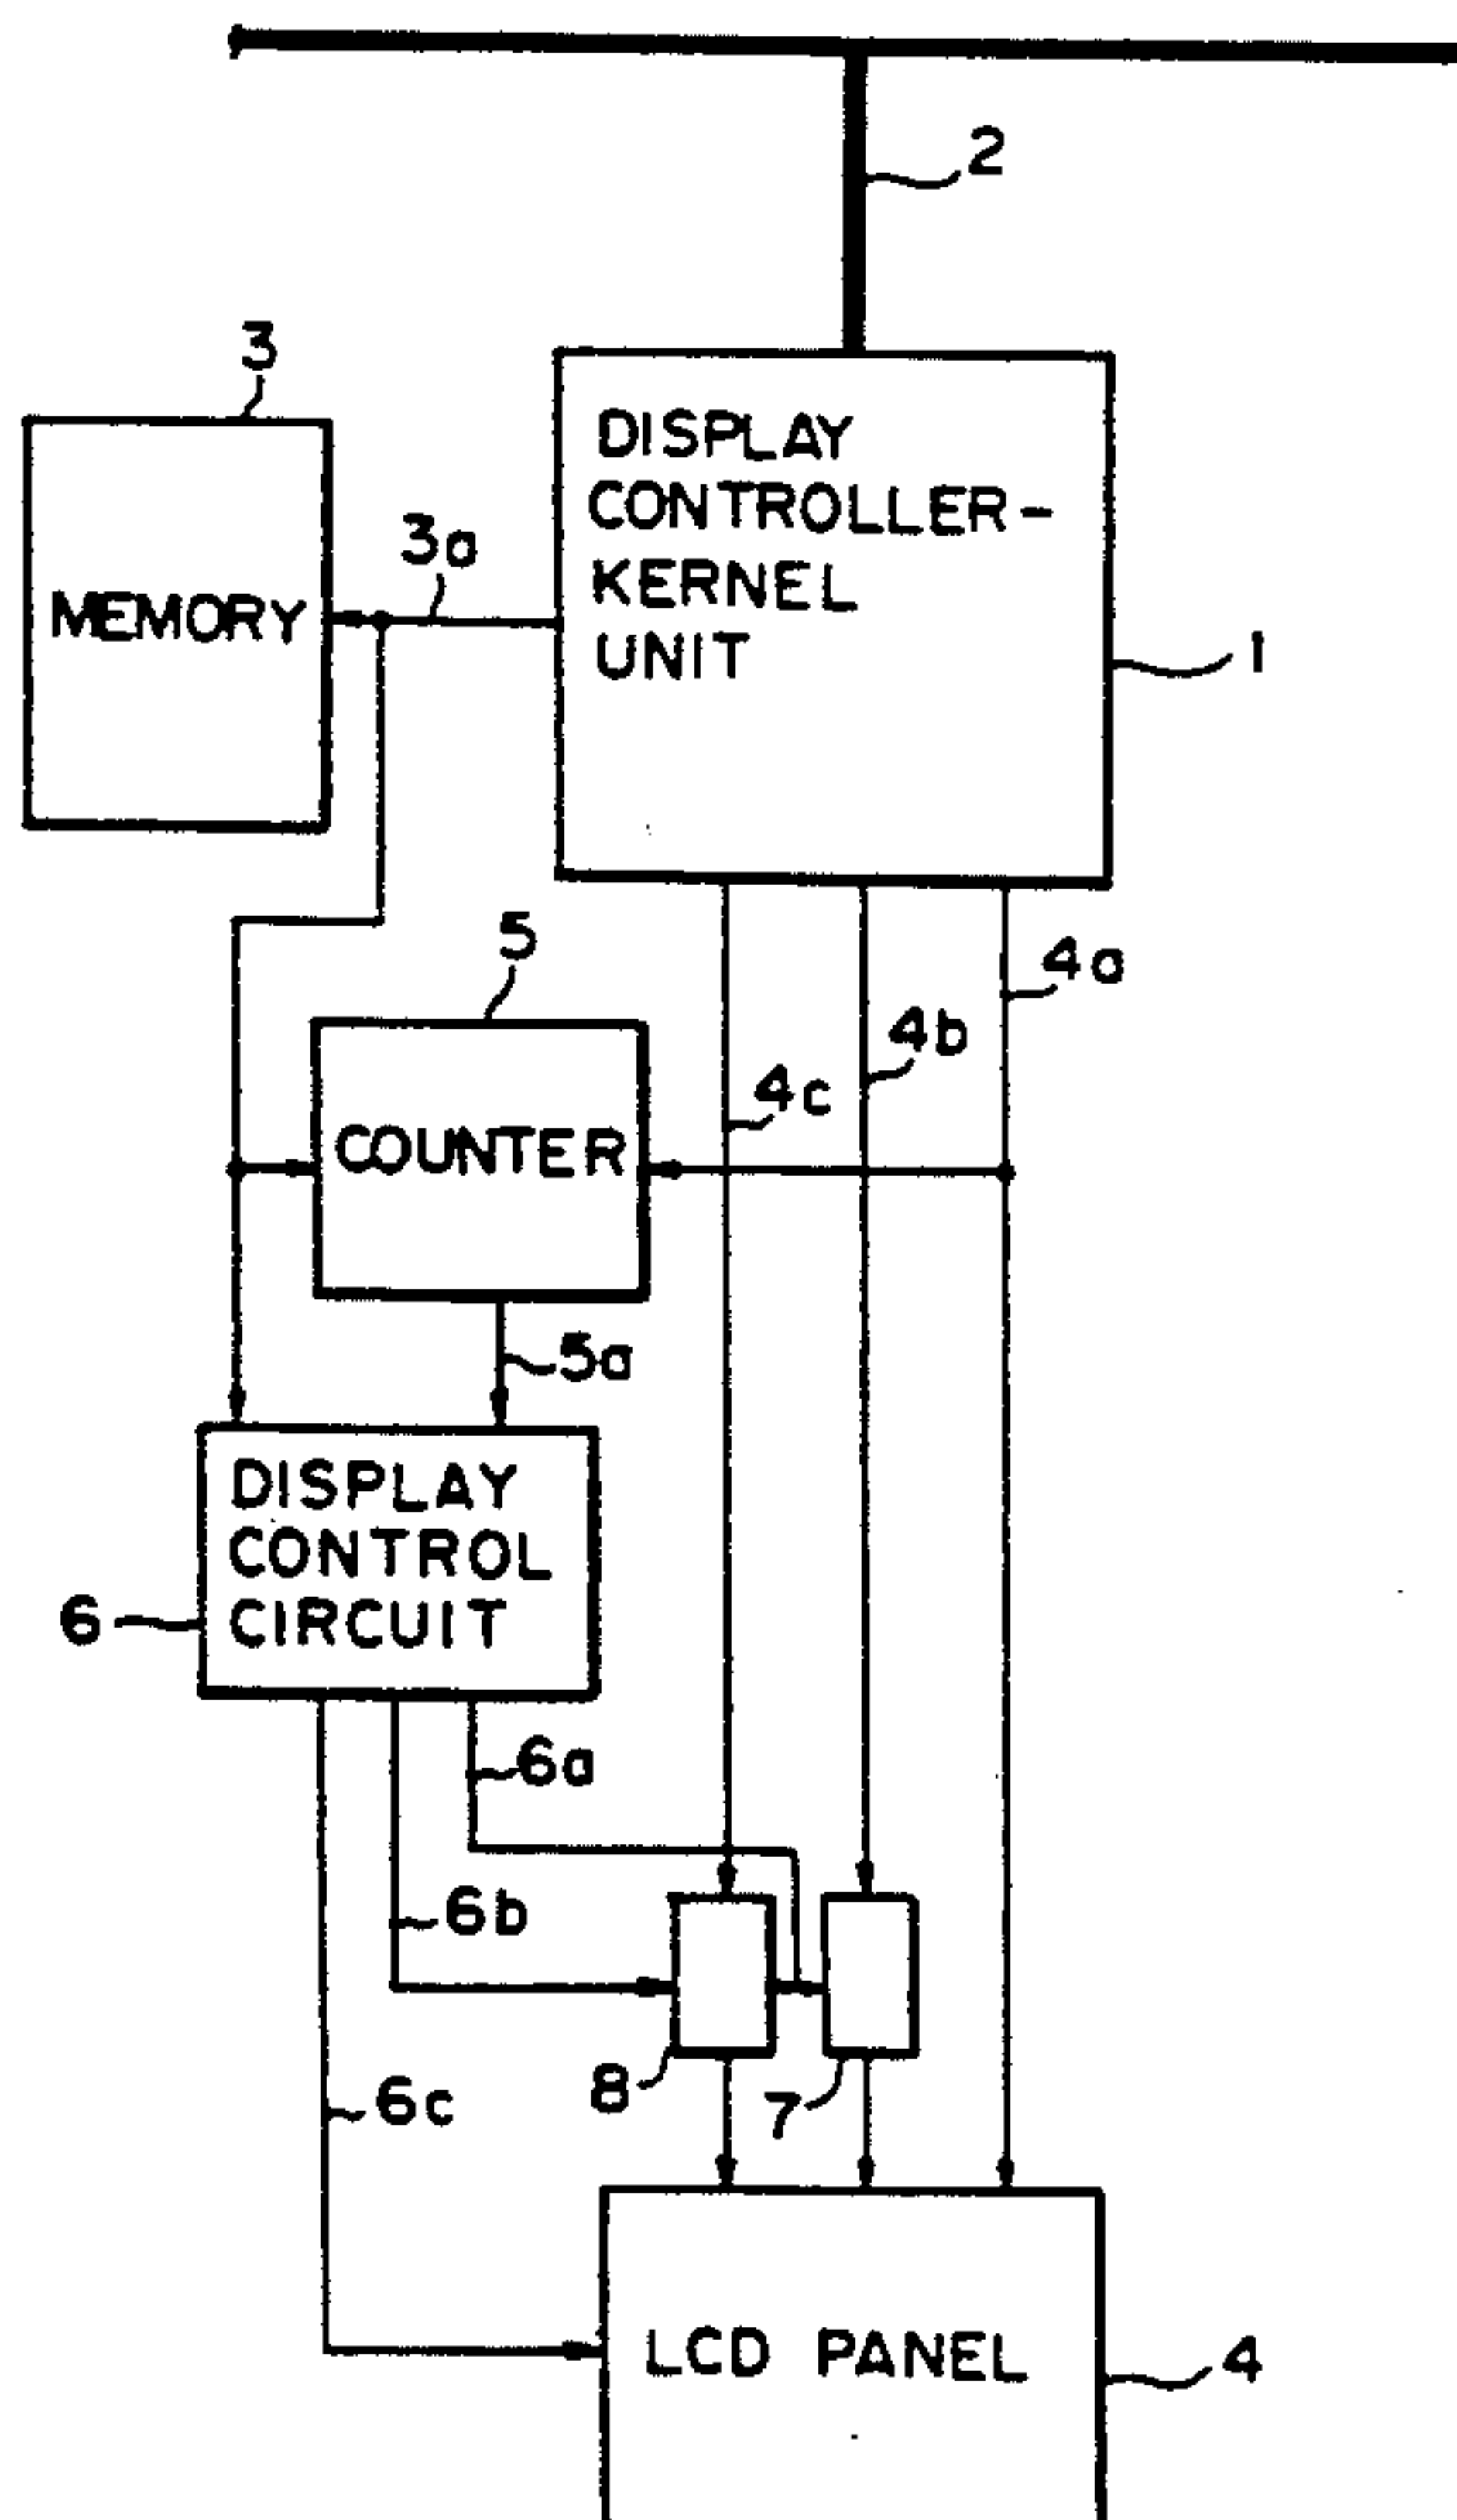 2
3
DISPLAY
CONTROLLER-
KERNEL
UNIT
3a
MEMORY
1
5
4a
4b
4c
COUNTER
5a
DISPLAY
CONTROL
CIRCUIT
6
6a
6b
8
7
6c
LCD PANEL
4